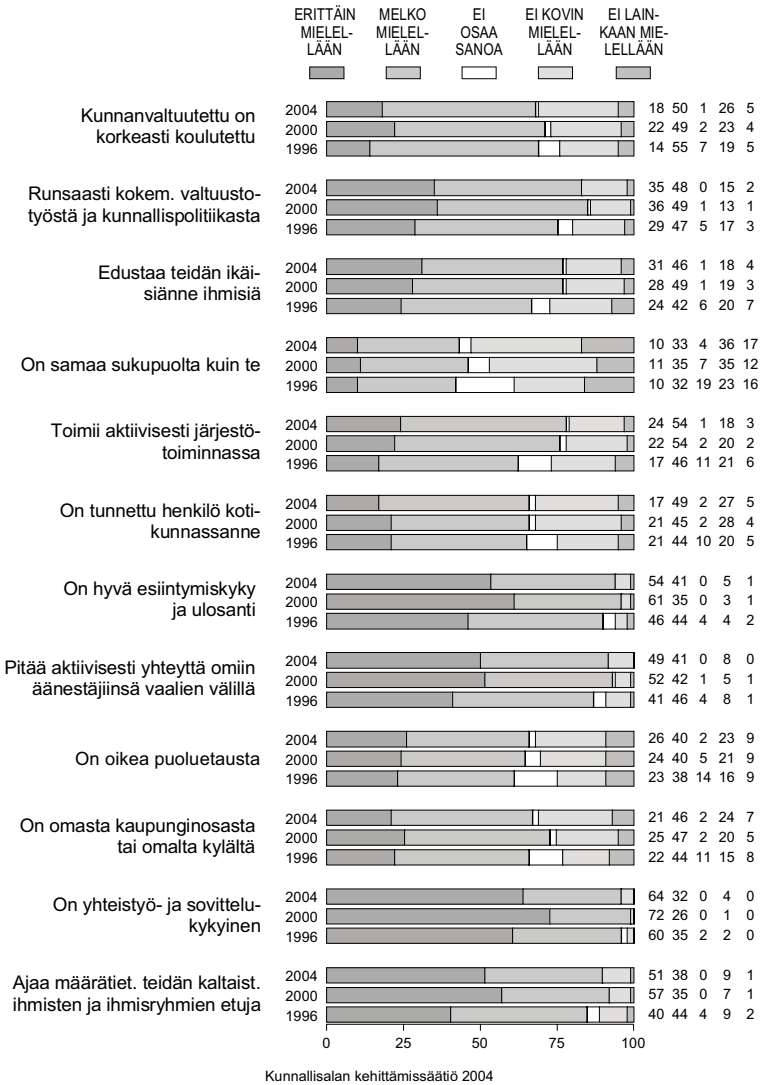 ERITTÄIN MIELEL- LÄÄN
MELKO MIELEL- LÄÄN
EI OSAA SANOA
EI KOVIN MIELEL- LÄÄN
EI LAIN- KAAN MIE- LELLÄÄN
Kunnanvaltuutettu on
korkeasti koulutettu
2004 18 50 1 26 5
2000 22 49 2 23 4
1996 14 55 7 19 5
Runsaasti kokem. valtuusto-
työstä ja kunnallispolitiikasta
2004 35 48 0 15 2
2000 36 49 1 13 1
1996 29 47 5 17 3
Edustaa teidän ikäi-
siänne ihmisiä
2004 31 46 1 18 4
2000 28 49 1 19 3
1996 24 42 6 20 7
On samaa sukupuolta kuin te
2004 10 33 4 36 17
2000 11 35 7 35 12
1996 10 32 19 23 16
Toimii aktiivisesti järjestö-
toiminnassa
2004 24 54 1 18 3
2000 22 54 2 20 2
1996 17 46 11 21 6
On tunnettu henkilö koti-
kunnassanne
2004 17 49 2 27 5
2000 21 45 2 28 4
1996 21 44 10 20 5
On hyvä esiintymiskyky
ja ulosanti
2004 54 41 0 5 1
2000 61 35 0 3 1
1996 46 44 4 4 2
Pitää aktiivisesti yhteyttä omiin
äänestäjiinsä vaalien välillä
2004 49 41 0 8 0
2000 52 42 1 5 1
1996 41 46 4 8 1
On oikea puoluetausta
2004 26 40 2 23 9
2000 24 40 5 21 9
1996 23 38 14 16 9
On omasta kaupunginosasta
tai omalta kylältä
2004 21 46 2 24 7
2000 25 47 2 20 5
1996 22 44 11 15 8
On yhteistyö- ja sovittelu-
kykyinen
2004 64 32 0 4 0
2000 72 26 0 1 0
1996 60 35 2 2 0
Ajaa määrätiet. teidän kaltaist.
ihmisten ja ihmisryhmien etuja
2004 51 38 0 9 1
2000 57 35 0 7 1
1996 40 44 4 9 2
0 25 50 75 100
Kunnallisalan kehittämissäätiö 2004